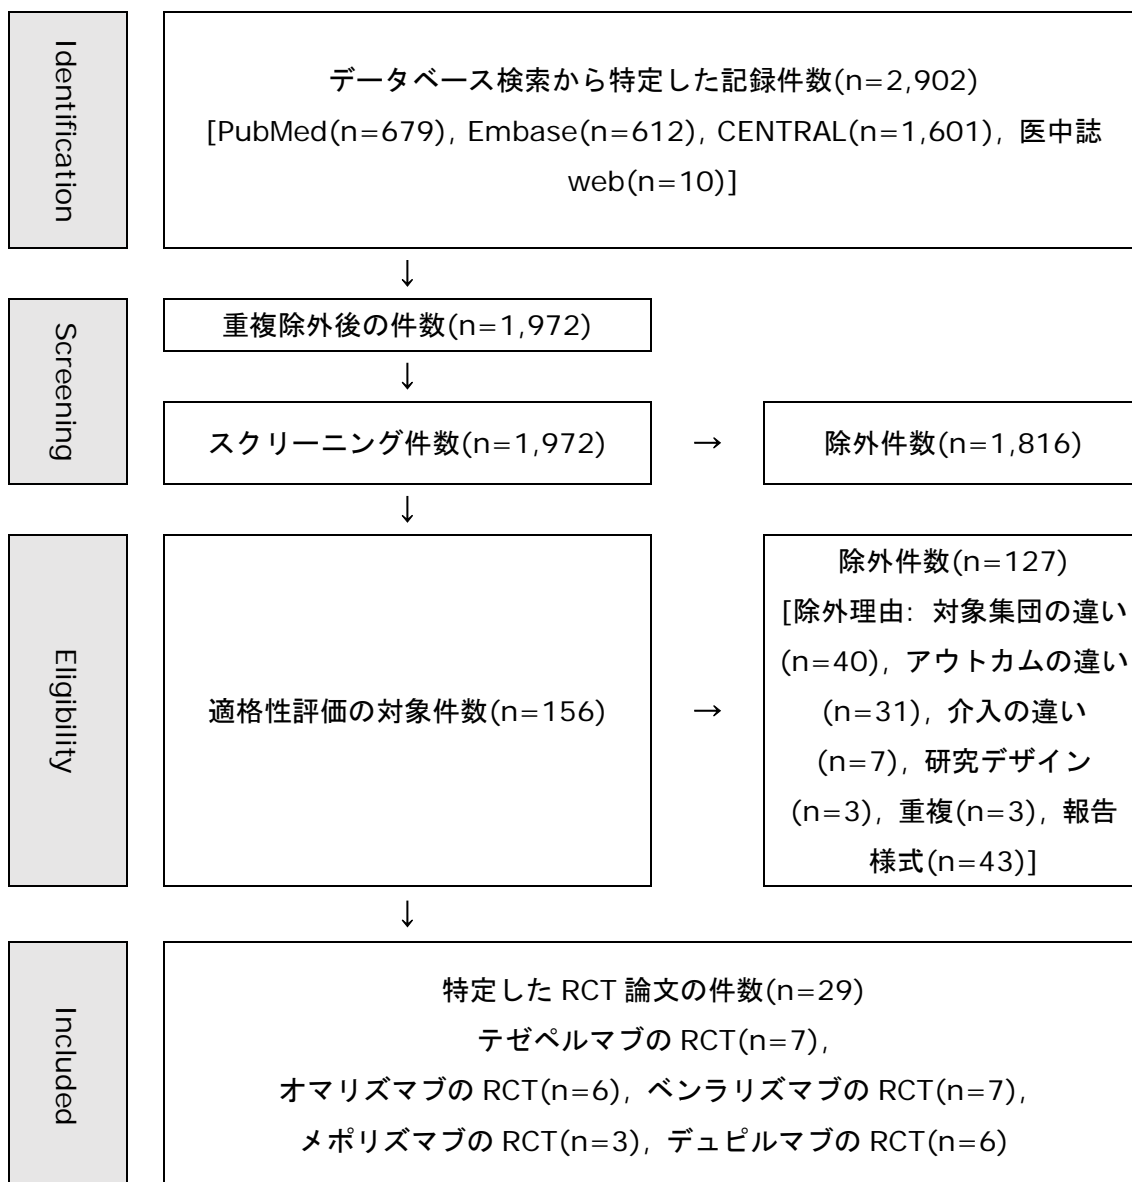 Identification
データベース検索から特定した記録件数(n=2,902)
[PubMed(n=679), Embase(n=612), CENTRAL(n=1,601), 医中誌
web(n=10)]
↓
Screening
重複除外後の件数(n=1,972)
↓
スクリーニング件数(n=1,972)
→
除外件数(n=1,816)
↓
Eligibility
適格性評価の対象件数(n=156)
→
除外件数(n=127)
[除外理由: 対象集団の違い
(n=40), アウトカムの違い
(n=31), 介入の違い
(n=7), 研究デザイン
(n=3), 重複(n=3), 報告
様式(n=43)]
↓
Included
特定した RCT 論文の件数(n=29)
テゼペルマブの RCT(n=7),
オマリズマブの RCT(n=6), ベンラリズマブの RCT(n=7),
メポリズマブの RCT(n=3), デュピルマブの RCT(n=6)